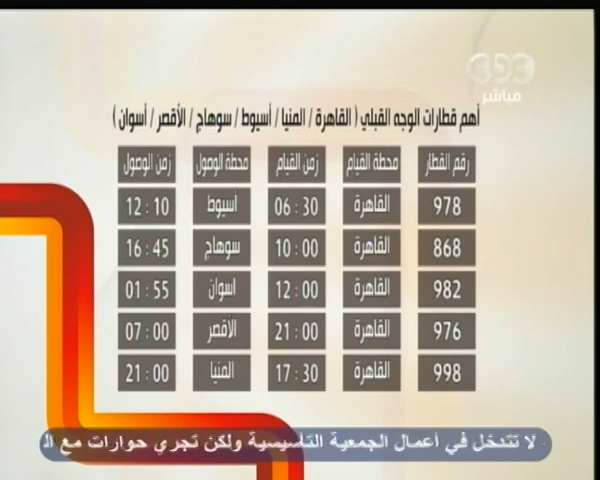 CBC
مباشر
أهم قطارات الوجه القبلي ( القاهرة / المنيا / أسيوط / سوهاج / الأقصر / أسوان )
رقم القطار محطة القيام زمن القيام محطة الوصول زمن الوصول
978 القاهرة 06 : 30 أسيوط 12 : 10
868 القاهرة 10 : 00 سوهاج 16 : 45
982 القاهرة 12 : 00 اسوان 01 : 55
976 القاهرة 21 : 00 الأقصر 07 : 00
998 القاهرة 17 : 30 المنيا 21 : 00
لا تتدخل في أعمال الجمعية التأسيسية ولكن تجري حوارات مع